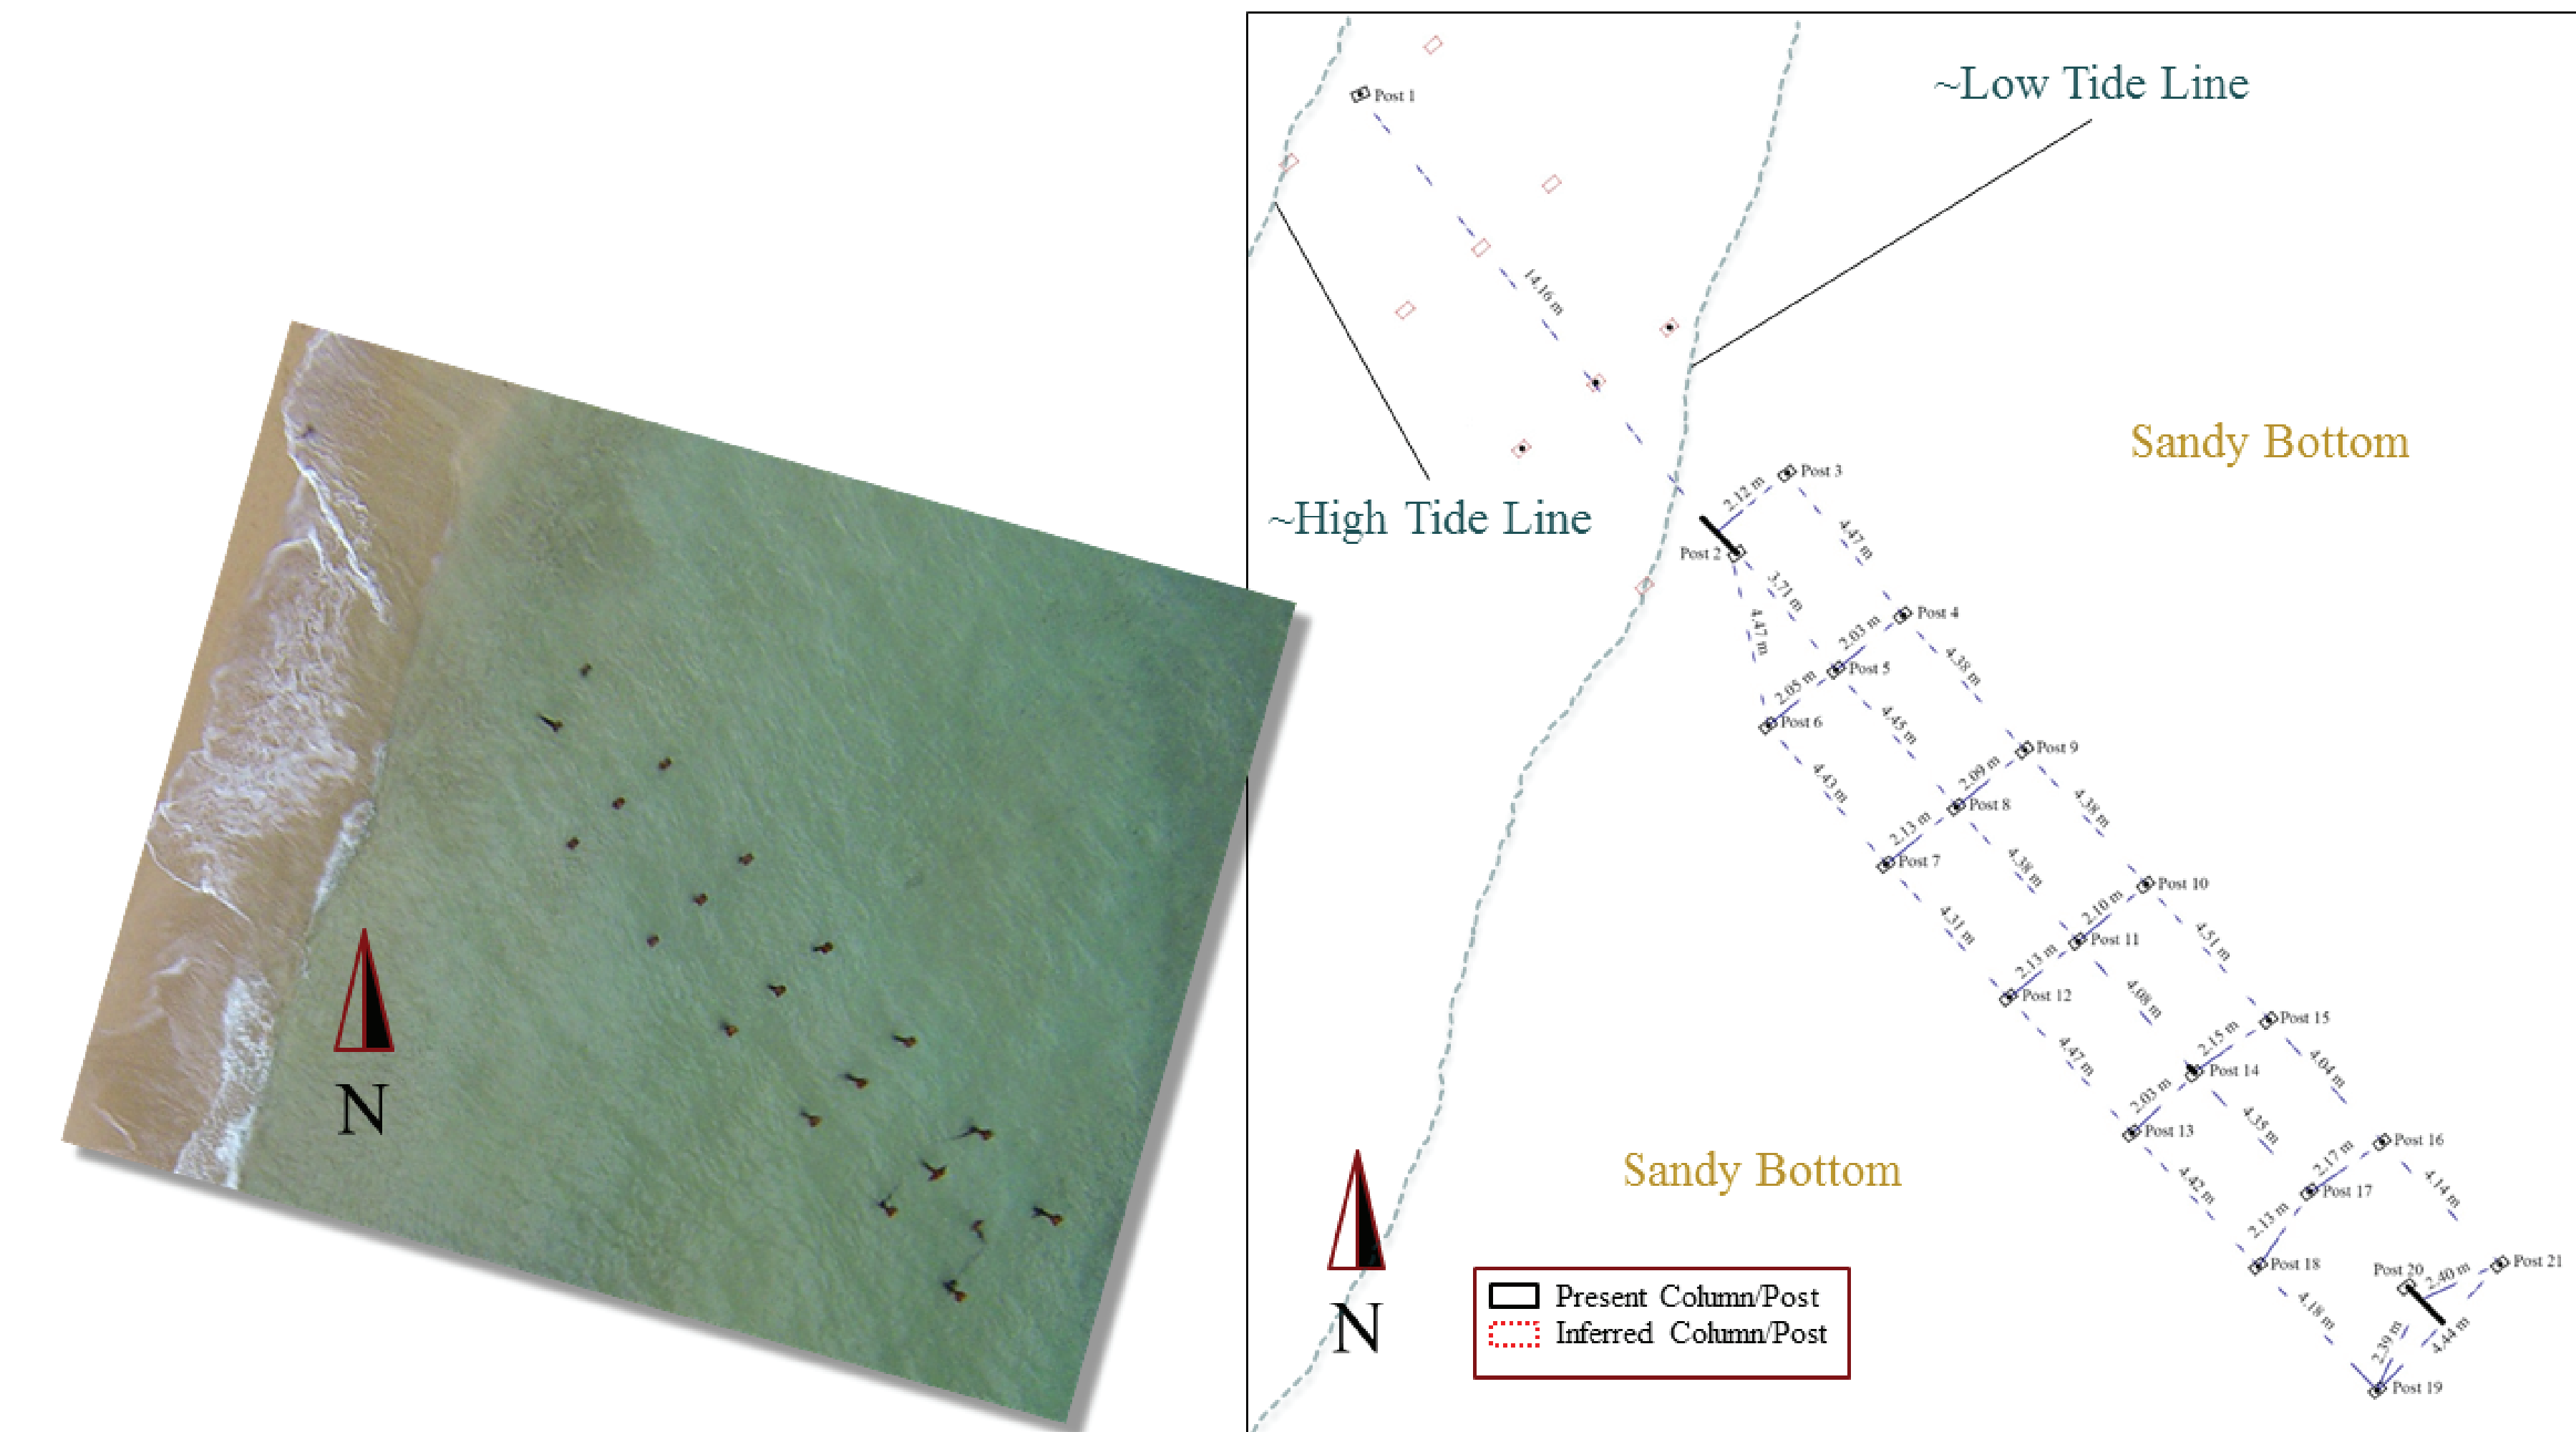 Post 1
~Low Tide Line
14,16 m
Sandy Bottom
~High Tide Line
Post 3
2,12 m
4,47 m
Post 2
3,71 m
4,47 m
Post 4
2,03 m
Post 5
4,38 m
2,05 m
Post 6
4,45 m
Post 9
2,09 m
4,43 m
Post 8
4,38 m
2,13 m
Post 7
4,38 m
Post 10
2,10 m
4,31 m
Post 11
4,51 m
2,13 m
Post 12
4,08 m
Post 15
2,15 m
4,47 m
Post 14
4,04 m
2,03 m
Post 13
4,35 m
Post 16
2,17 m
4,42 m
Post 17
4,14 m
2,13 m
Post 18
Post 20
2,40 m
Post 21
4,18 m
2,39 m
4,44 m
Post 19
Sandy Bottom
N
N
Present Column/Post
Inferred Column/Post